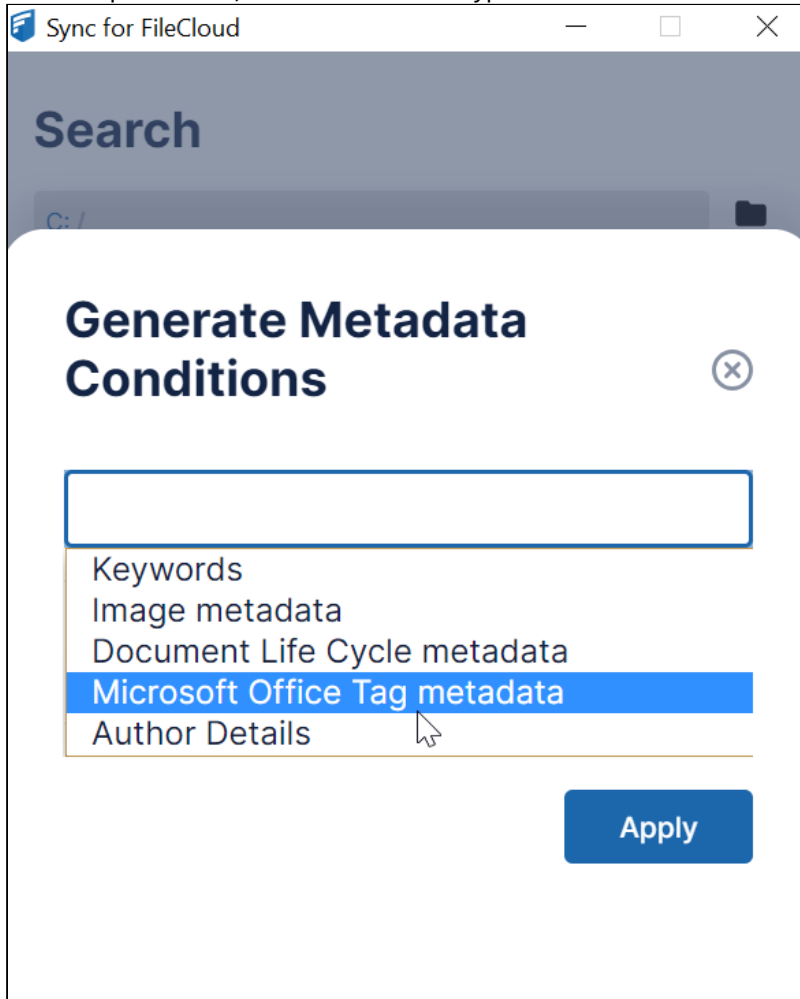 Sync for FileCloud
Search
C: /
Generate Metadata
Conditions
Keywords
Image metadata
Document Life Cycle metadata
Microsoft Office Tag metadata
Author Details
Apply